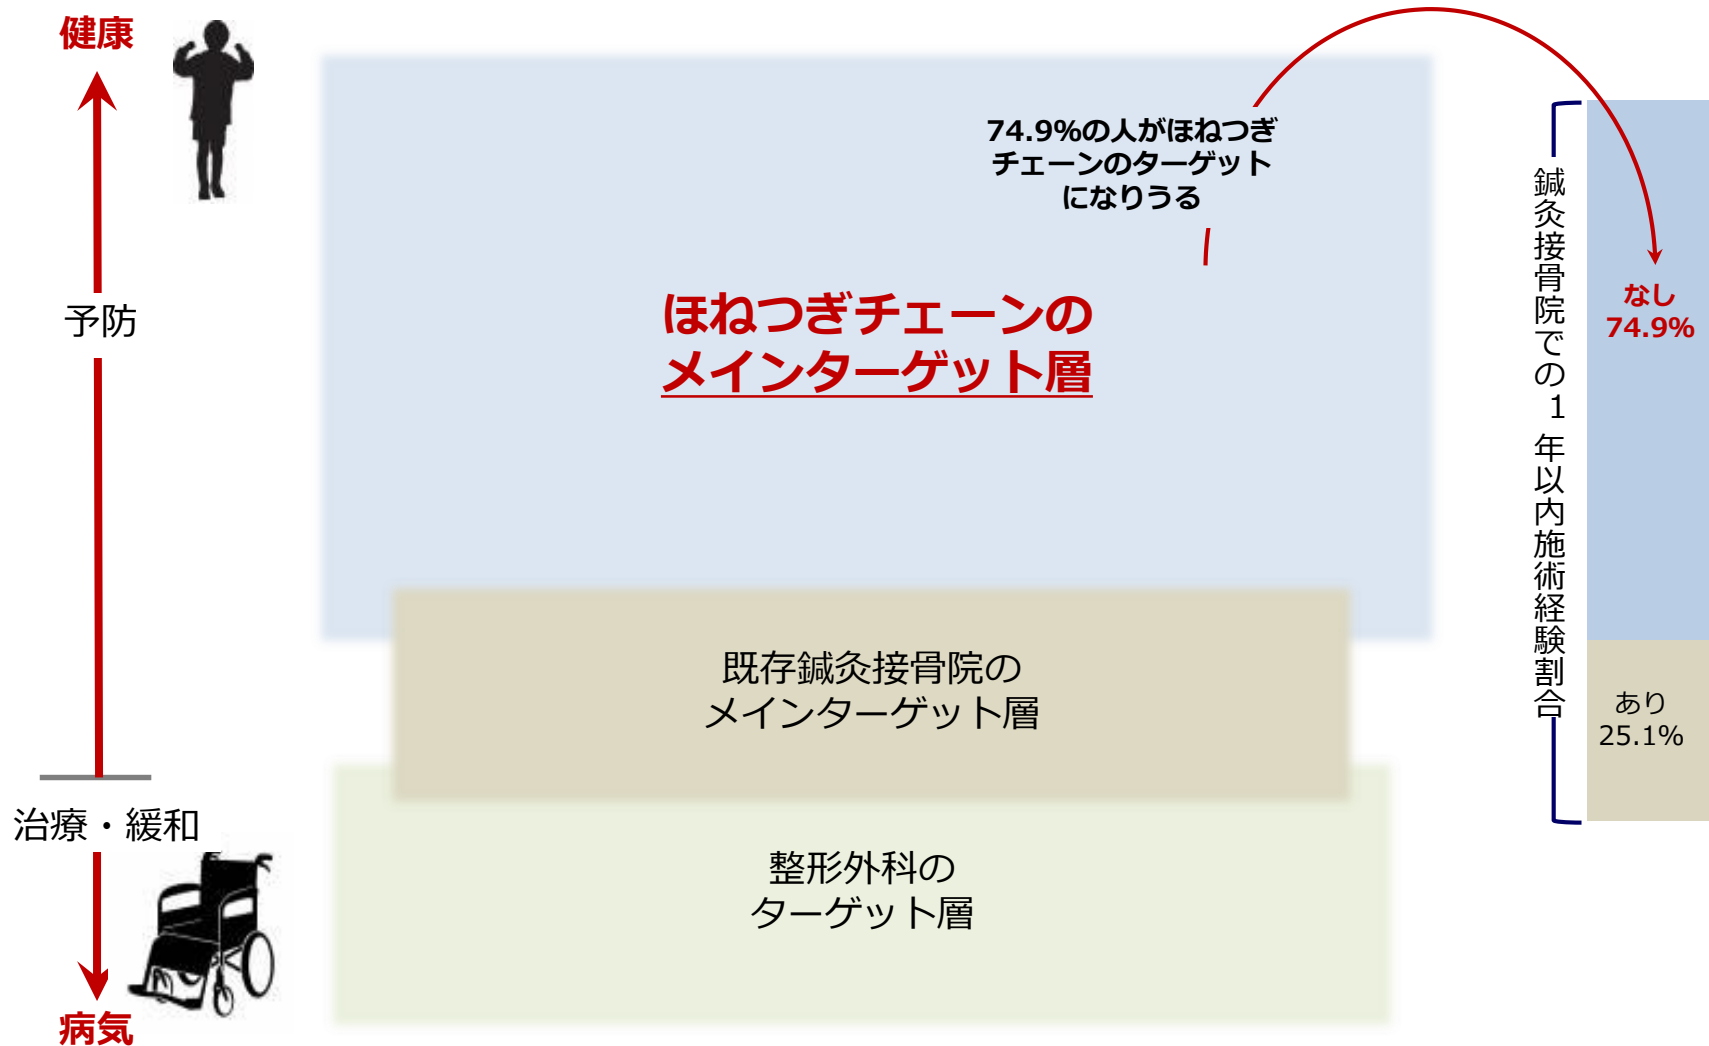 健康
予防
治療・緩和
病気
74.9%の人がほねつぎ
チェーンのターゲット
になりうる
ほねつぎチェーンの
メインターゲット層
既存鍼灸接骨院の
メインターゲット層
整形外科の
ターゲット層
鍼灸接骨院での1年以内施術経験割合
なし
74.9%
あり
25.1%